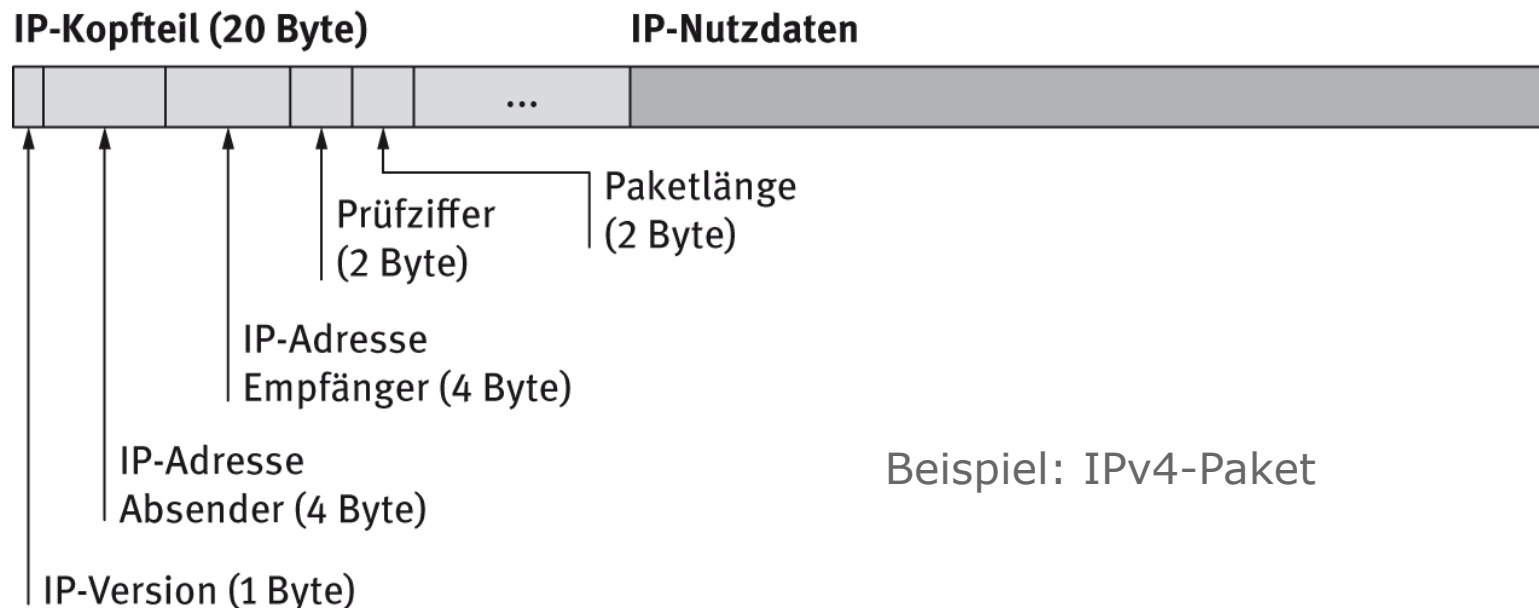 IP-Kopfteil (20 Byte)
IP-Nutzdaten
...
Paketlänge
(2 Byte)
Prüfziffer
(2 Byte)
IP-Adresse
Empfänger (4 Byte)
IP-Adresse
Absender (4 Byte)
Beispiel: IPv4-Paket
IP-Version (1 Byte)